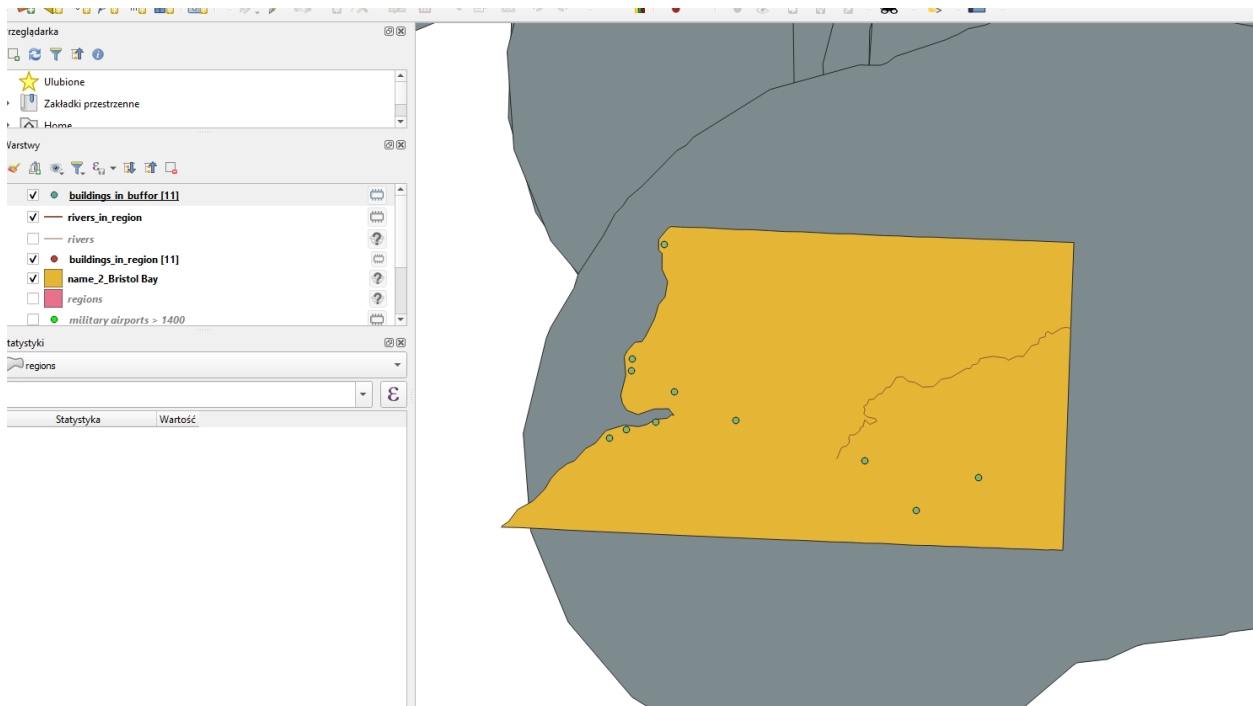 rzeglądarka
Ulubione
Zakładki przestrzenne
Home
Warstwy
buildings_in_buffor [11]
rivers_in_region
rivers
buildings_in_region [11]
name_2_Bristol Bay
regions
military airports > 1400
tatystyki
regions
ε
Statystyka Wartość